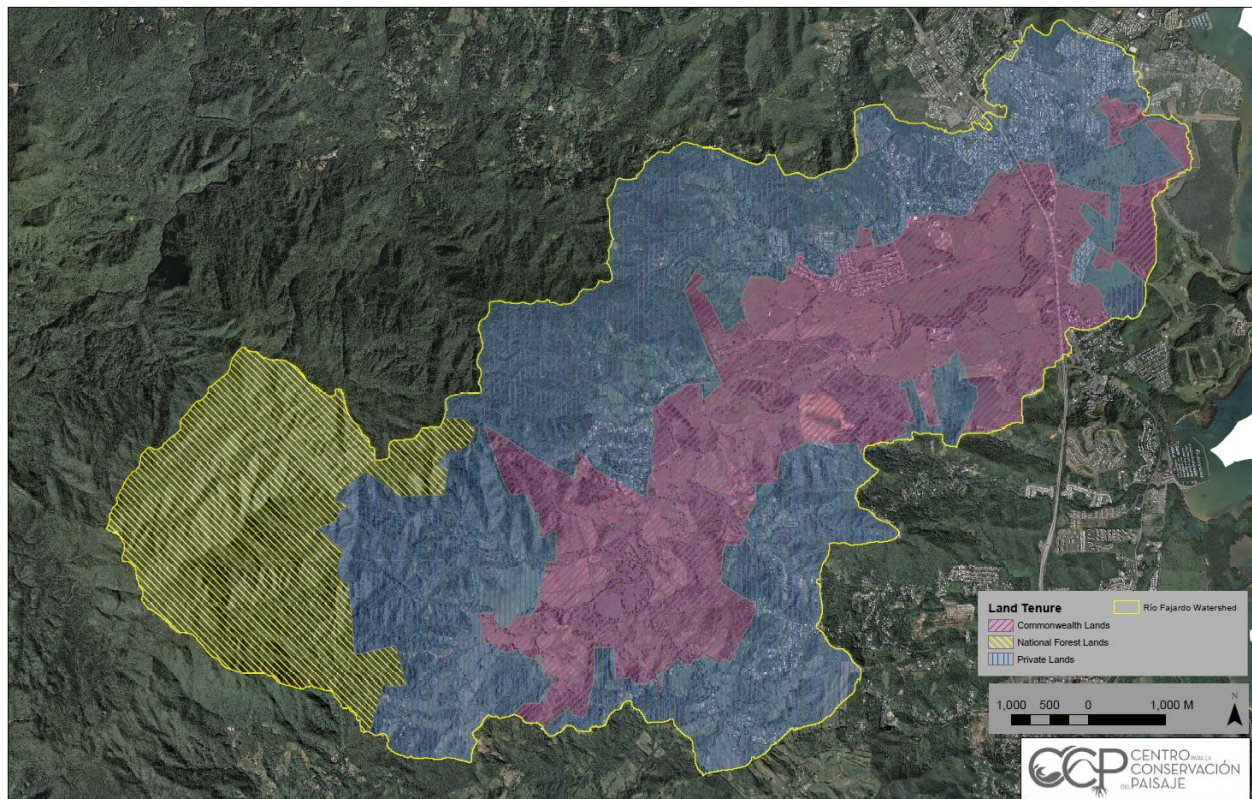 Land Tenure
Río Fajardo Watershed
Commonwealth Lands
National Forest Lands
Private Lands
N
1,000 500 0 1,000 M
CCP CENTRO PARA LA
CONSERVACIÓN
DEL PAISAJE